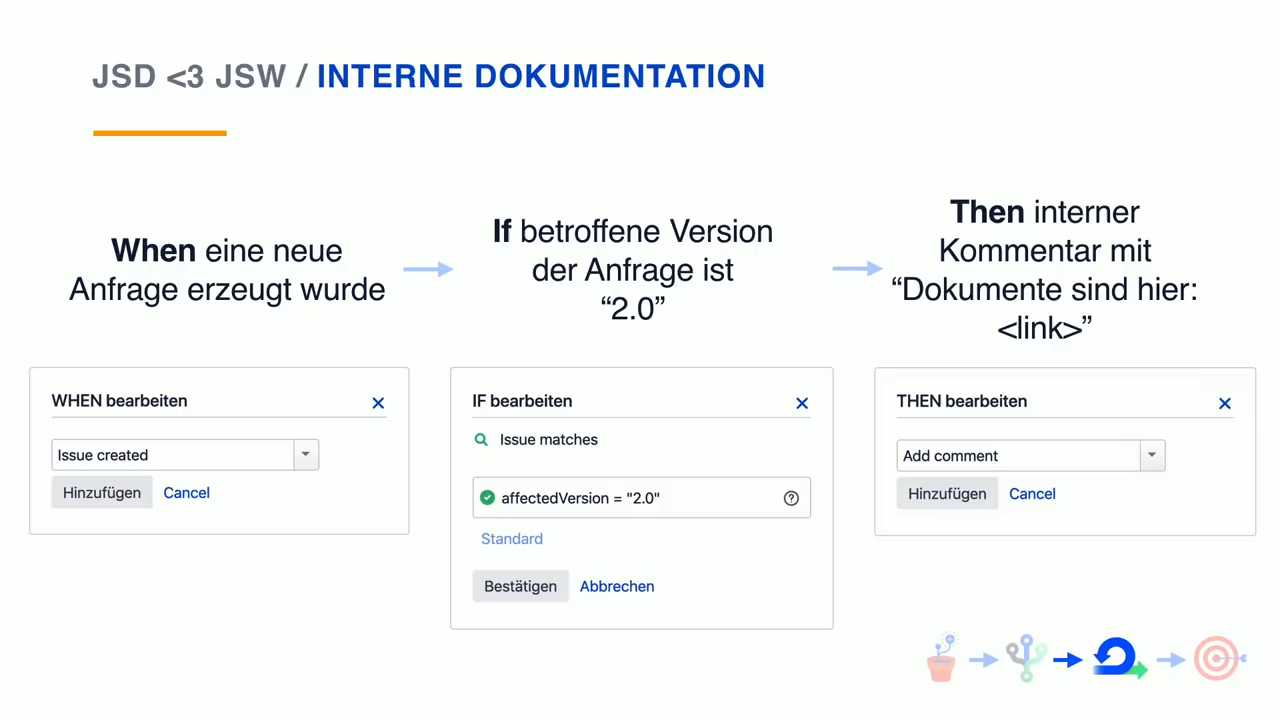 JSD <3 JSW / INTERNE DOKUMENTATION
When eine neue
Anfrage erzeugt wurde
If betroffene Version
der Anfrage ist
“2.0”
Then interner
Kommentar mit
“Dokumente sind hier:
<link>”
WHEN bearbeiten
Issue created
Hinzufügen Cancel
IF bearbeiten
Issue matches
affectedVersion = "2.0"
Standard
Bestätigen Abbrechen
THEN bearbeiten
Add comment
Hinzufügen Cancel